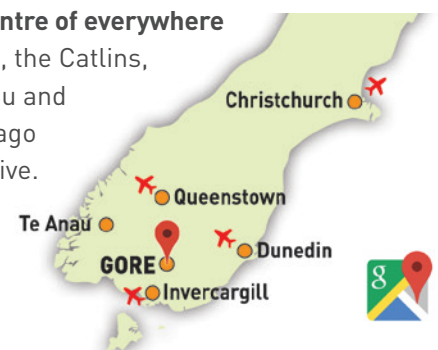 ntre of everywhere
, the Catlins,
u and
ago
ive.
Christchurch
Queenstown
Te Anau
Dunedin
GORE
Invercargill
g